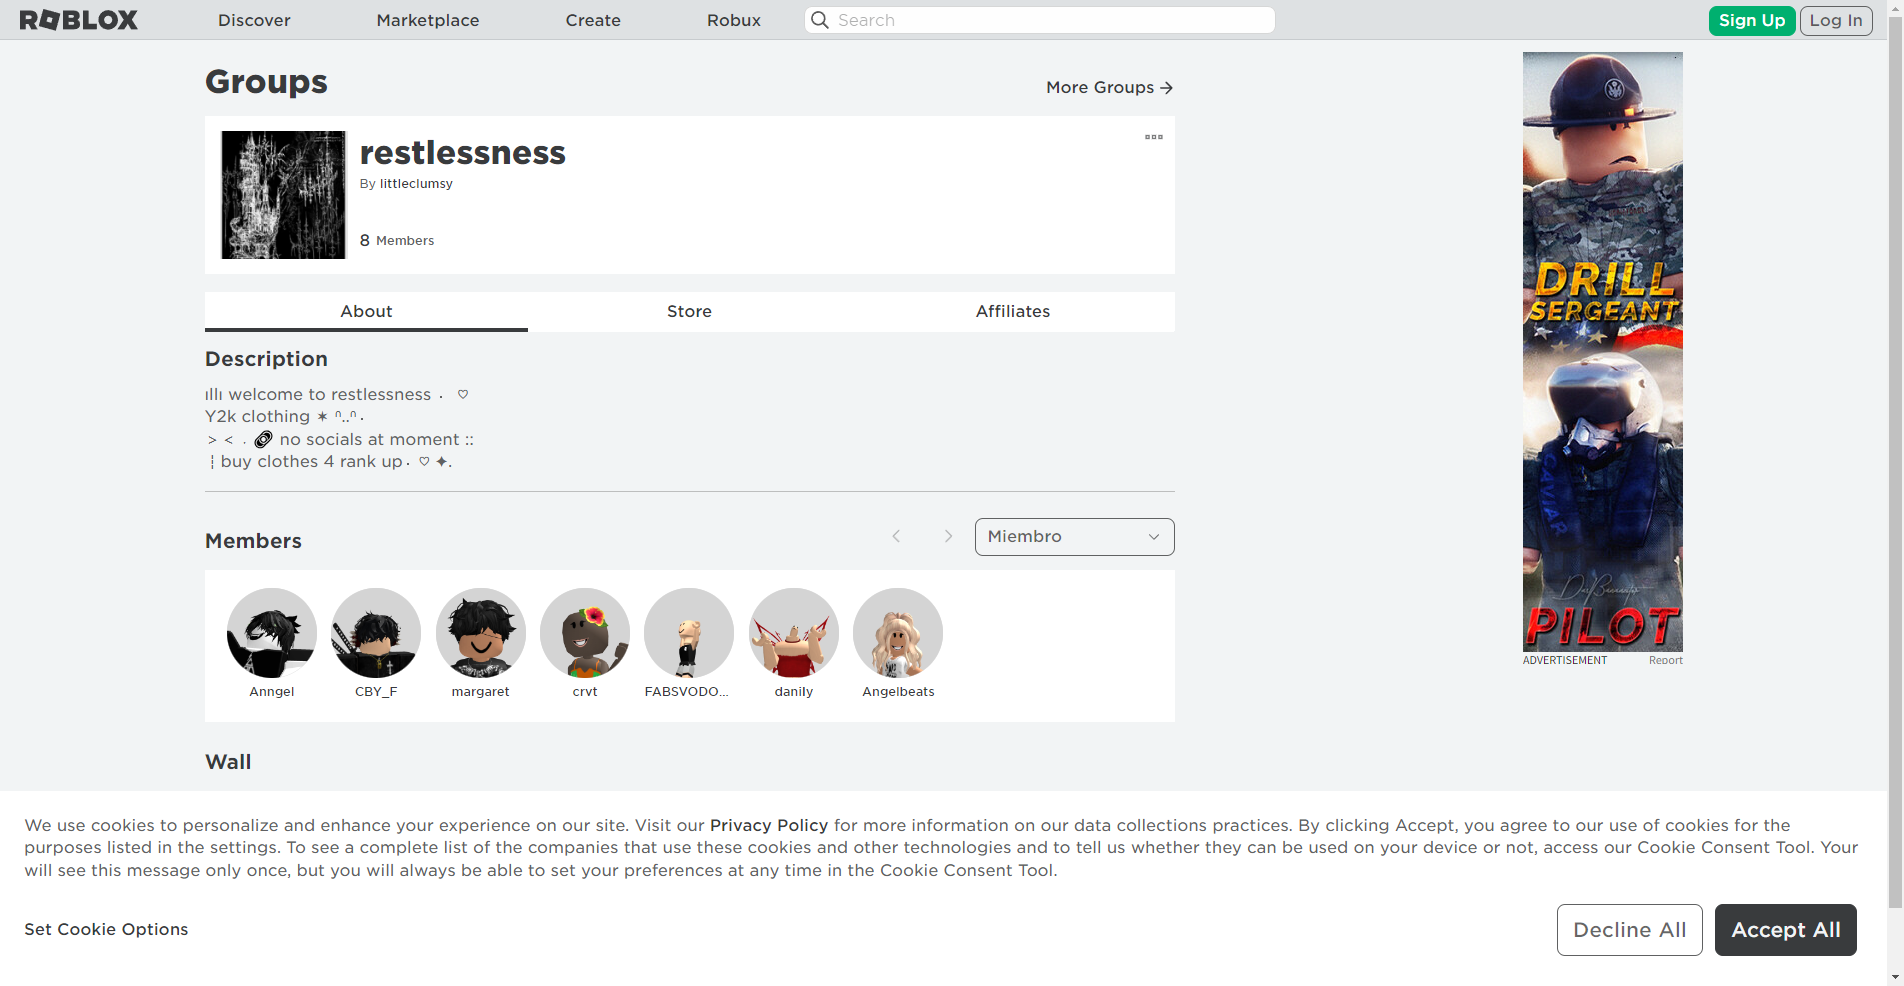 ROBLOX
Discover
Marketplace
Create
Robux
Search
Sign Up
Log In
Groups
More Groups →
restlessness
By littleclumsy
8 Members
About
Store
Affiliates
Description
ıllı welcome to restlessness ․ ♡
Y2k clothing ✶ ᐢ..ᐢ ․
＞＜ ․ no socials at moment ::
┆buy clothes 4 rank up ․ ♡ ✦.
Members
Miembro
Anngel
CBY_F
margaret
crvt
FABSVODO...
danily
Angelbeats
Wall
DRILL
SERGEANT
CAVIAR
PILOT
ADVERTISEMENT
Report
We use cookies to personalize and enhance your experience on our site. Visit our Privacy Policy for more information on our data collections practices. By clicking Accept, you agree to our use of cookies for the
purposes listed in the settings. To see a complete list of the companies that use these cookies and other technologies and to tell us whether they can be used on your device or not, access our Cookie Consent Tool. Your
will see this message only once, but you will always be able to set your preferences at any time in the Cookie Consent Tool.
Set Cookie Options
Decline All
Accept All